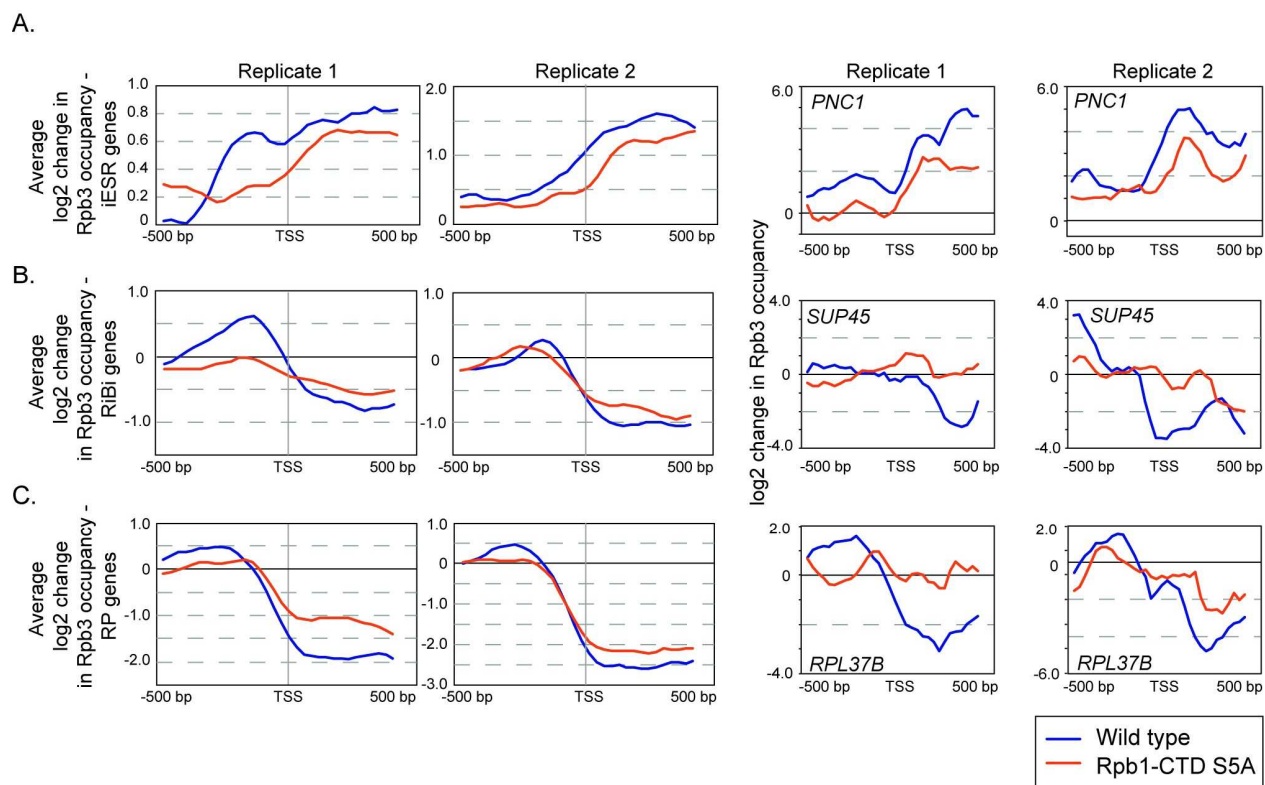 A.
Replicate 1
Replicate 2
Replicate 1
Replicate 2
Average
log2 change in
Rpb3 occupancy -
iESR genes
1.0
0.8
0.6
0.4
0.2
0
-500 bp TSS 500 bp
2.0
1.0
0
-500 bp TSS 500 bp
6.0
PNC1
0
-500 bp TSS 500 bp
6.0
PNC1
0
-500 bp TSS 500 bp
B.
Average
log2 change
in Rpb3 occupancy -
RiBi genes
1.0
0
-1.0
-500 bp TSS 500 bp
1.0
0
-1.0
-500 bp TSS 500 bp
log2 change in Rpb3 occupancy
4.0
SUP45
0
-4.0
-500 bp TSS 500 bp
4.0
SUP45
0
-4.0
-500 bp TSS 500 bp
C.
Average
log2 change
in Rpb3 occupancy -
RP genes
1.0
0
-1.0
-2.0
-500 bp TSS 500 bp
1.0
0
-1.0
-2.0
-3.0
-500 bp TSS 500 bp
2.0
0
-4.0
RPL37B
-500 bp TSS 500 bp
2.0
0
-6.0
RPL37B
-500 bp TSS 500 bp
Wild type
Rpb1-CTD S5A